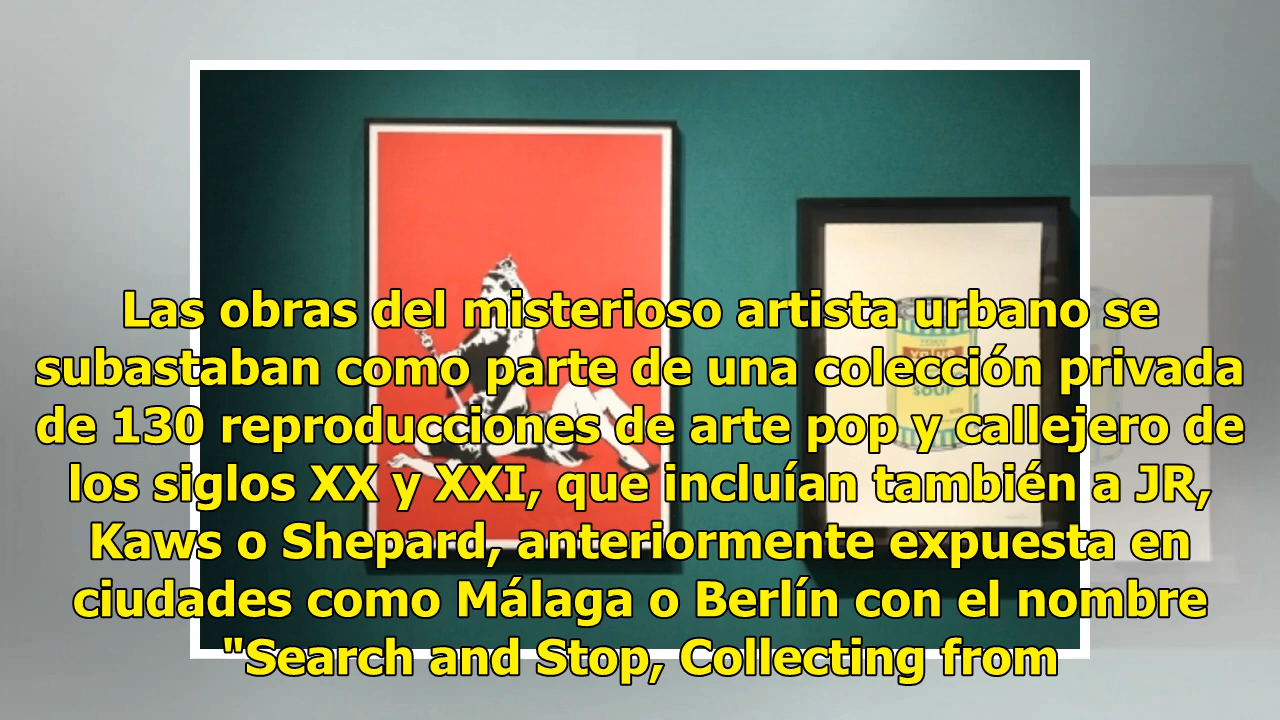 Las obras del misterioso artista urbano se
subastaban como parte de una colección privada
de 130 reproducciones de arte pop y callejero de
los siglos XX y XXI, que incluían también a JR,
Kaws o Shepard, anteriormente expuesta en
ciudades como Málaga o Berlín con el nombre
"Search and Stop, Collecting from
SOUP